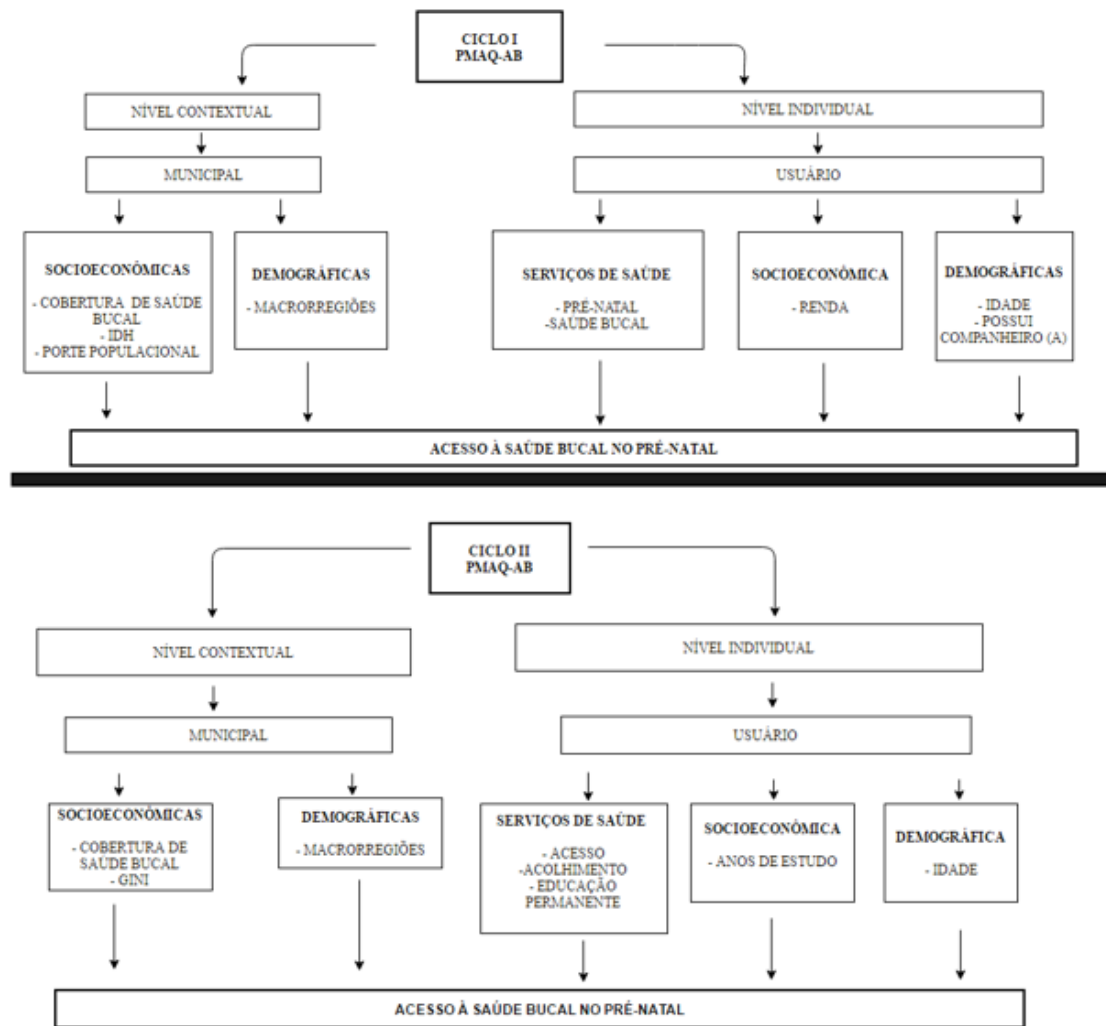 CICLO I
PMAQ-AB
NÍVEL CONTEXTUAL
NÍVEL INDIVIDUAL
MUNICIPAL
USUÁRIO
SOCIOECONÔMICAS
- COBERTURA DE SAÚDE
BUCAL
- IDH
- PORTE POPULACIONAL
DEMOGRÁFICAS
- MACRORREGIÕES
SERVIÇOS DE SAÚDE
- PRÉ-NATAL
-SAÚDE BUCAL
SOCIOECONÔMICA
- RENDA
DEMOGRÁFICAS
- IDADE
- POSSUI
COMPANHEIRO (A)
ACESSO À SAÚDE BUCAL NO PRÉ-NATAL
CICLO II
PMAQ-AB
NÍVEL CONTEXTUAL
NÍVEL INDIVIDUAL
MUNICIPAL
USUÁRIO
SOCIOECONÔMICAS
- COBERTURA DE
SAÚDE BUCAL
- GINI
DEMOGRÁFICAS
- MACRORREGIÕES
SERVIÇOS DE SAÚDE
- ACESSO
-ACOLHIMENTO
- EDUCAÇÃO
PERMANENTE
SOCIOECONÔMICA
- ANOS DE ESTUDO
DEMOGRÁFICA
- IDADE
ACESSO À SAÚDE BUCAL NO PRÉ-NATAL